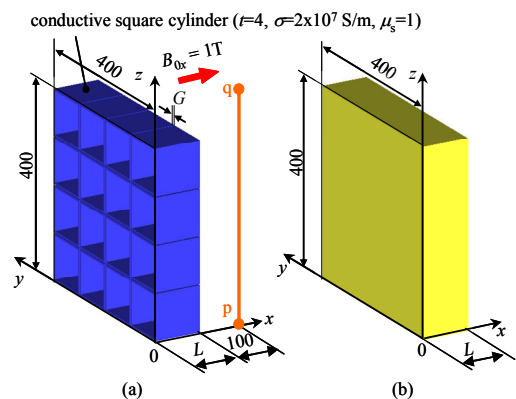 conductive square cylinder (t=4, σ=2x10⁷ S/m, μₛ=1)
400
z
B₀ₓ = 1T
G
q
400
y
p
x
0
L
100
(a)
400
z
400
y
x
0
L
(b)